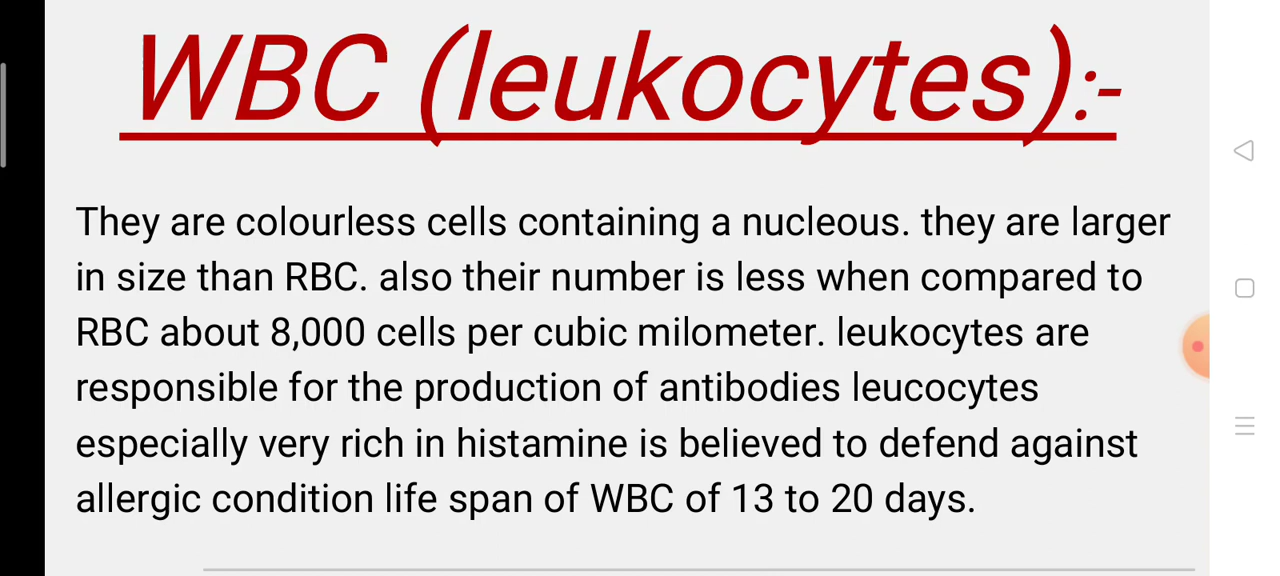 WBC (leukocytes):-
They are colourless cells containing a nucleous. they are larger
in size than RBC. also their number is less when compared to
RBC about 8,000 cells per cubic milometer. leukocytes are
responsible for the production of antibodies leucocytes
especially very rich in histamine is believed to defend against
allergic condition life span of WBC of 13 to 20 days.